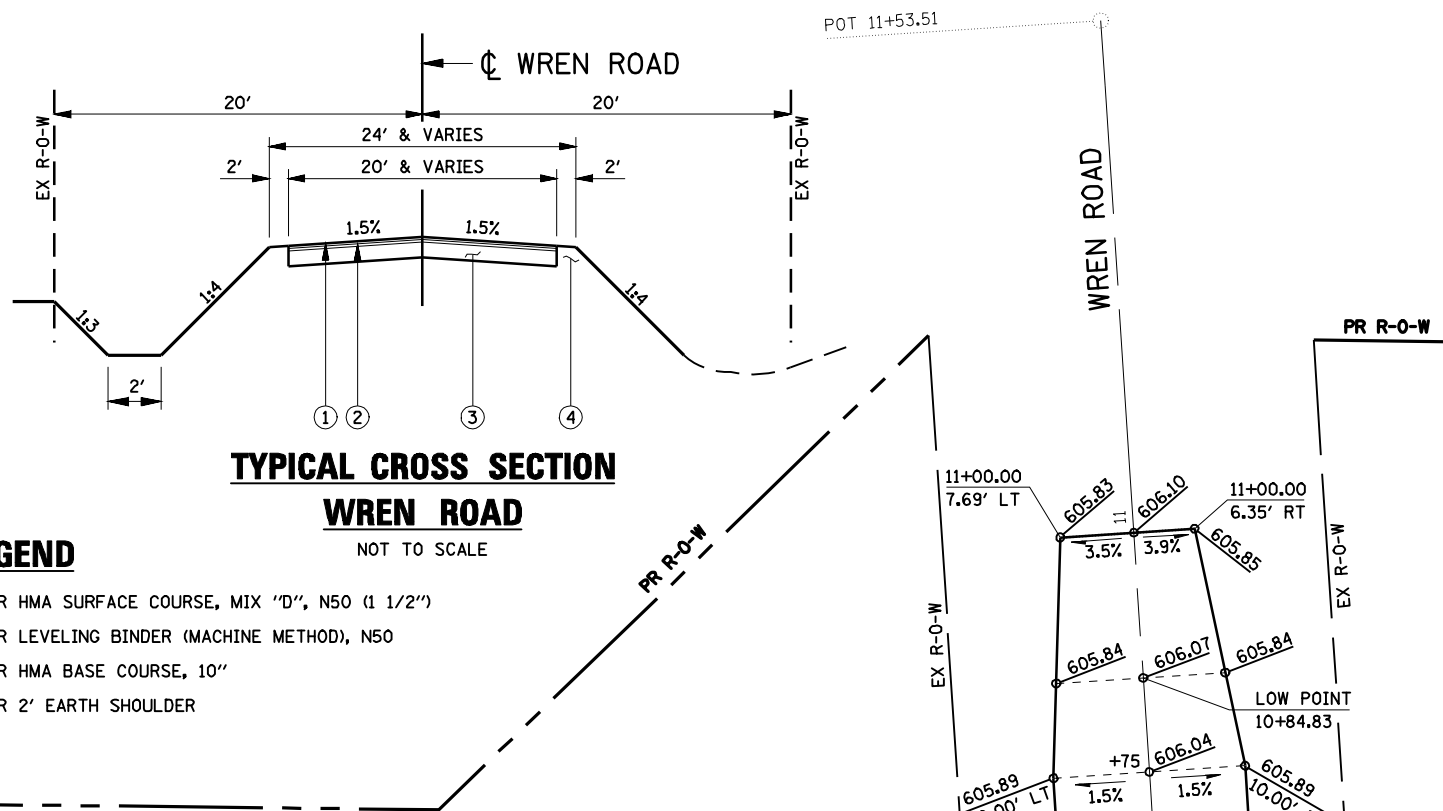 POT 11+53.51
℄ WREN ROAD
20'
20'
24' & VARIES
2'
20' & VARIES
2'
EX R-O-W
EX R-O-W
1.5%
1.5%
1:4
1:4
1:3
2'
1
2
3
4
TYPICAL CROSS SECTION
WREN ROAD
NOT TO SCALE
GEND
R HMA SURFACE COURSE, MIX "D", N50 (1 1/2")
R LEVELING BINDER (MACHINE METHOD), N50
R HMA BASE COURSE, 10"
R 2' EARTH SHOULDER
PR R-O-W
WREN ROAD
PR R-O-W
11+00.00
7.69' LT
605.83
11
606.10
11+00.00
6.35' RT
605.85
3.5%
3.9%
EX R-O-W
EX R-O-W
605.84
606.07
605.84
LOW POINT
10+84.83
+75
606.04
605.89
00' LT
605.89
10.00'
1.5%
1.5%